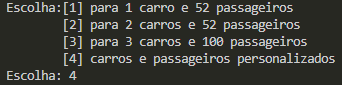 Escolha:[1] para 1 carro e 52 passageiros
[2] para 2 carros e 52 passageiros
[3] para 3 carros e 100 passageiros
[4] carros e passageiros personalizados
Escolha: 4